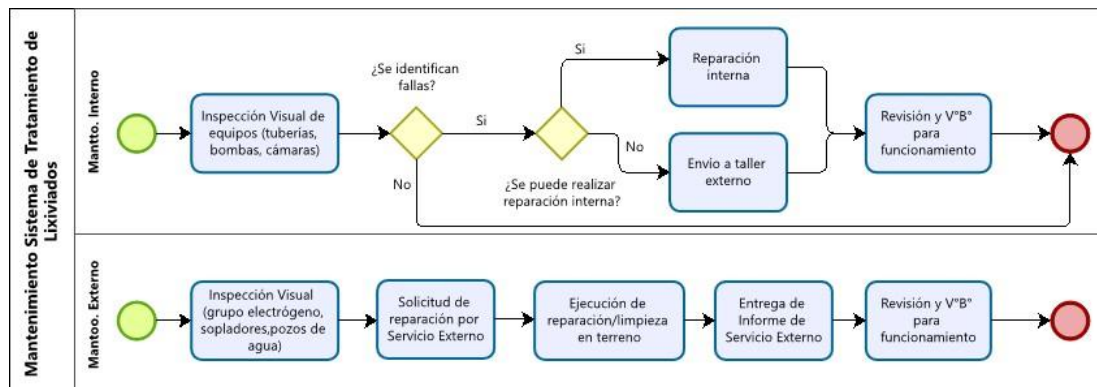 Mantenimiento Sistema de Tratamiento de
Lixiviados
Mantto. Interno
Inspección Visual de
equipos (tuberías,
bombas, cámaras)
¿Se identifican
fallas?
Si
No
¿Se puede realizar
reparación interna?
Si
No
Reparación
interna
Envío a taller
externo
Revisión y V°B°
para
funcionamiento
Mantoo. Externo
Inspección Visual
(grupo electrógeno,
sopladores,pozos de
agua)
Solicitud de
reparación por
Servicio Externo
Ejecución de
reparación/limpieza
en terreno
Entrega de
Informe de
Servicio Externo
Revisión y V°B°
para
funcionamiento